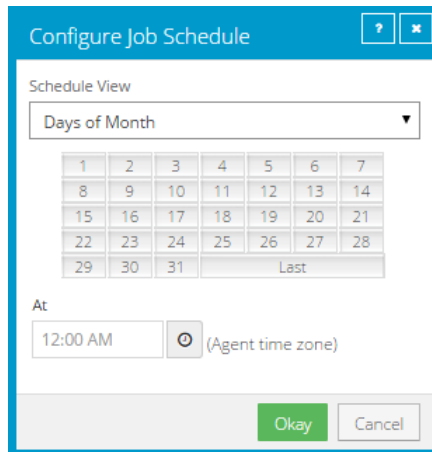 Configure Job Schedule ? ×
Schedule View
Days of Month ▼
1 2 3 4 5 6 7
8 9 10 11 12 13 14
15 16 17 18 19 20 21
22 23 24 25 26 27 28
29 30 31 Last
At
12:00 AM (Agent time zone)
Okay Cancel